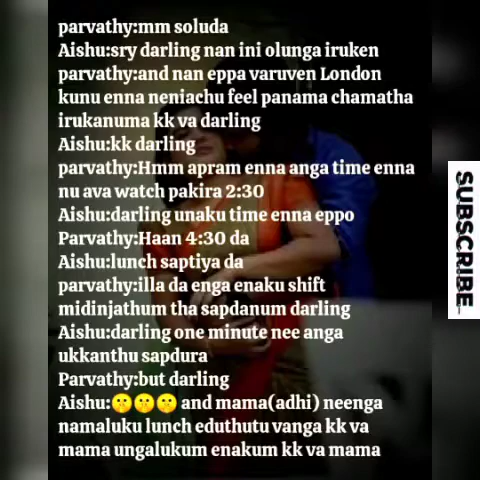 parvathy:mm soluda
Aishu:sry darling nan ini olunga iruken
parvathy:and nan eppa varuven London
kunu enna neniachu feel panama chamatha
irukanuma kk va darling
Aishu:kk darling
parvathy:Hmm apram enna anga time enna
nu ava watch pakira 2:30
Aishu:darling unaku time enna eppo
Parvathy:Haan 4:30 da
Aishu:lunch saptiya da
parvathy:illa da enga enaku shift
midinjathum tha sapdanum darling
Aishu:darling one minute nee anga
ukkanthu sapdura
Parvathy:but darling
Aishu:🤫🤫🤫 and mama(adhi) neenga
namaluku lunch eduthutu vanga kk va
mama ungalukum enakum kk va mama
SUBSCRIBE